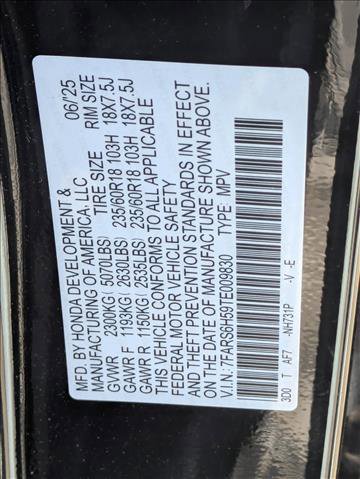 MFD. BY HONDA DEVELOPMENT & 06/'25
MANUFACTURING OF AMERICA, LLC
TIRE SIZE RIM SIZE
GVWR 2300KG( 5070LBS)
GAWR F 1193KG( 2630LBS) 235/60R18 103H 18X7.5J
GAWR R 1150KG( 2535LBS) 235/60R18 103H 18X7.5J
THIS VEHICLE CONFORMS TO ALL APPLICABLE
FEDERAL MOTOR VEHICLE SAFETY
AND THEFT PREVENTION STANDARDS IN EFFECT
ON THE DATE OF MANUFACTURE SHOWN ABOVE.
V.I.N.: 7FARS6H59TE009830 TYPE: MPV
3D0 T AF7 -NH731P -V -E